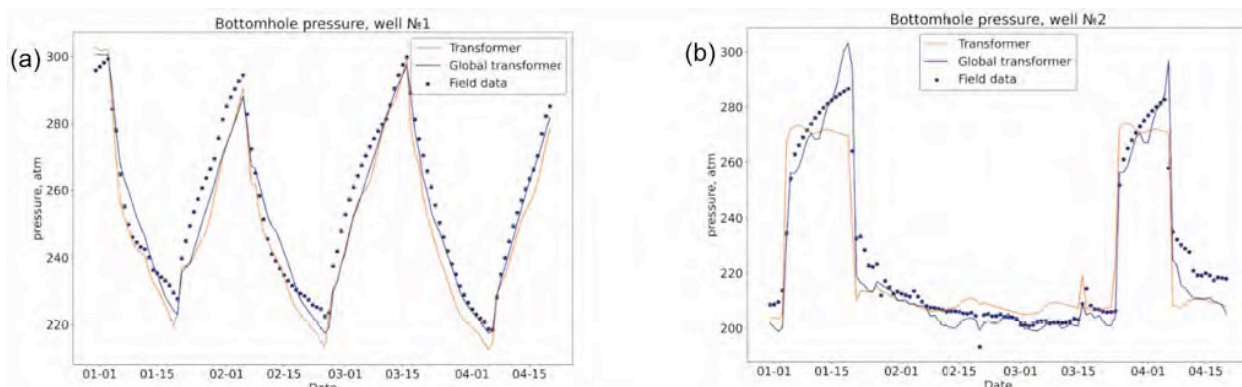 (a)
Bottomhole pressure, well №1
Transformer
Global transformer
Field data
pressure, atm
300
280
260
240
220
01-01 01-15 02-01 02-15 03-01 03-15 04-01 04-15
Date
(b)
Bottomhole pressure, well №2
Transformer
Global transformer
Field data
pressure, atm
300
280
260
240
220
200
01-01 01-15 02-01 02-15 03-01 03-15 04-01 04-15
Date